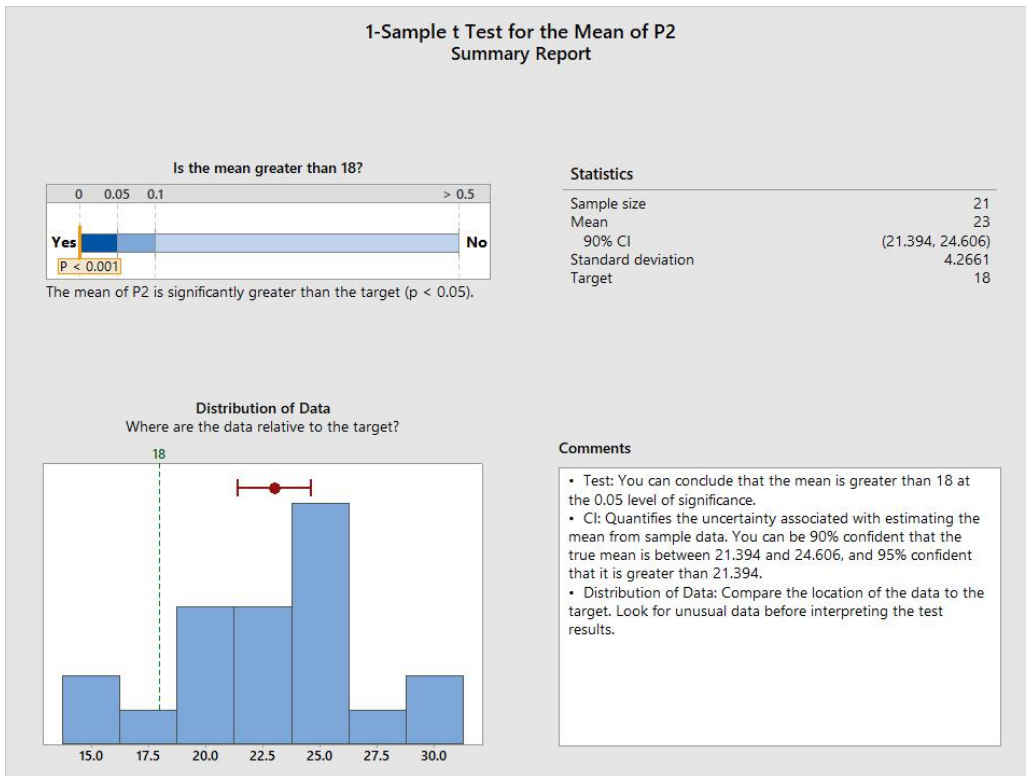 1-Sample t Test for the Mean of P2
Summary Report
Is the mean greater than 18?
0 0.05 0.1 > 0.5
Yes No
P < 0.001
The mean of P2 is significantly greater than the target (p < 0.05).
Statistics
Sample size 21
Mean 23
90% CI (21.394, 24.606)
Standard deviation 4.2661
Target 18
Distribution of Data
Where are the data relative to the target?
18
15.0 17.5 20.0 22.5 25.0 27.5 30.0
Comments
• Test: You can conclude that the mean is greater than 18 at
the 0.05 level of significance.
• CI: Quantifies the uncertainty associated with estimating the
mean from sample data. You can be 90% confident that the
true mean is between 21.394 and 24.606, and 95% confident
that it is greater than 21.394.
• Distribution of Data: Compare the location of the data to the
target. Look for unusual data before interpreting the test
results.